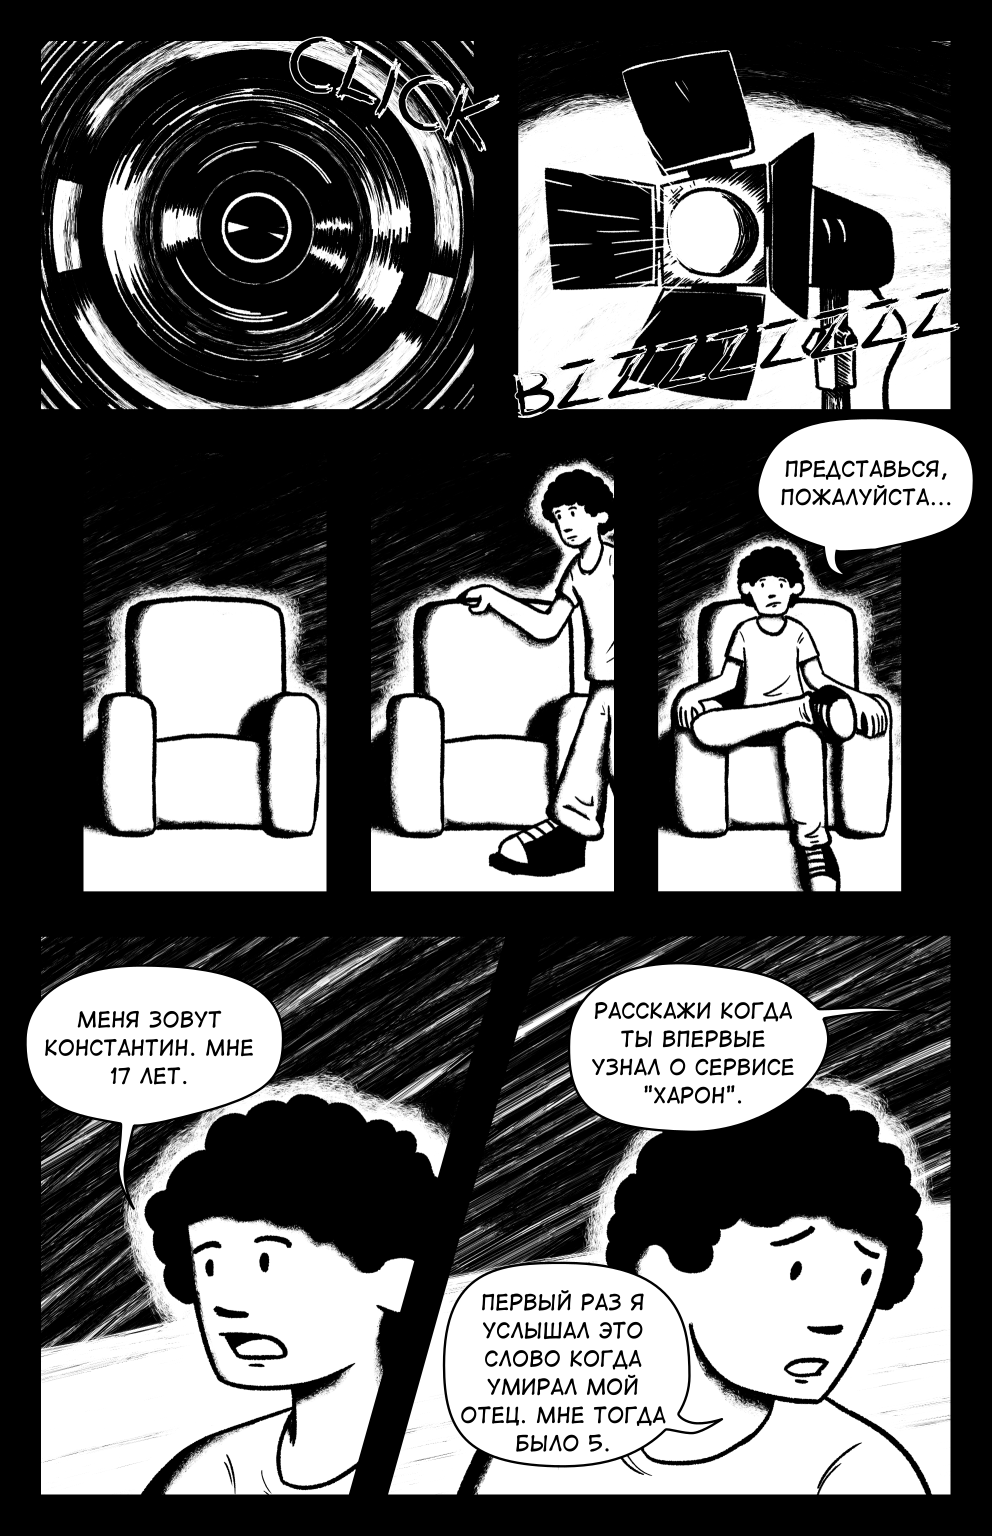 CLICK
BZZZZZZZZ
ПРЕДСТАВЬСЯ,
ПОЖАЛУЙСТА...
МЕНЯ ЗОВУТ
КОНСТАНТИН. МНЕ
17 ЛЕТ.
РАССКАЖИ КОГДА
ТЫ ВПЕРВЫЕ
УЗНАЛ О СЕРВИСЕ
"ХАРОН".
ПЕРВЫЙ РАЗ Я
УСЛЫШАЛ ЭТО
СЛОВО КОГДА
УМИРАЛ МОЙ
ОТЕЦ. МНЕ ТОГДА
БЫЛО 5.